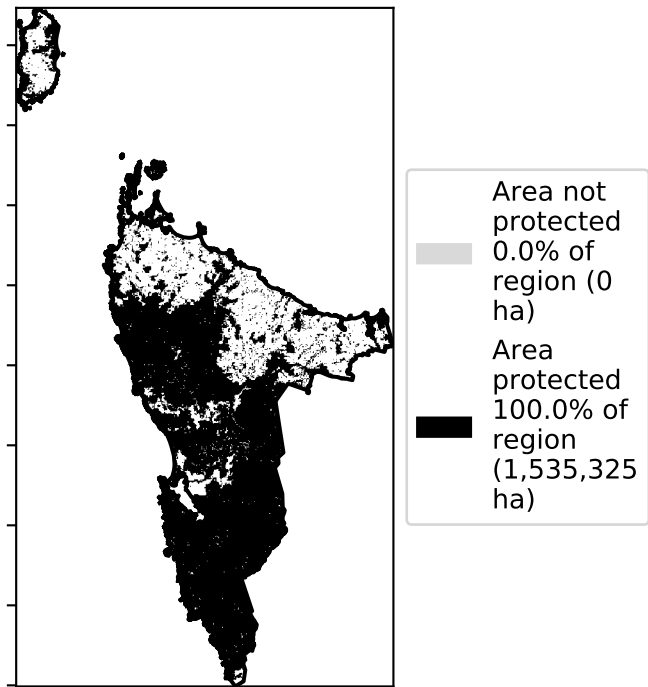 Area not
protected
0.0% of
region (0
ha)
Area
protected
100.0% of
region
(1,535,325
ha)